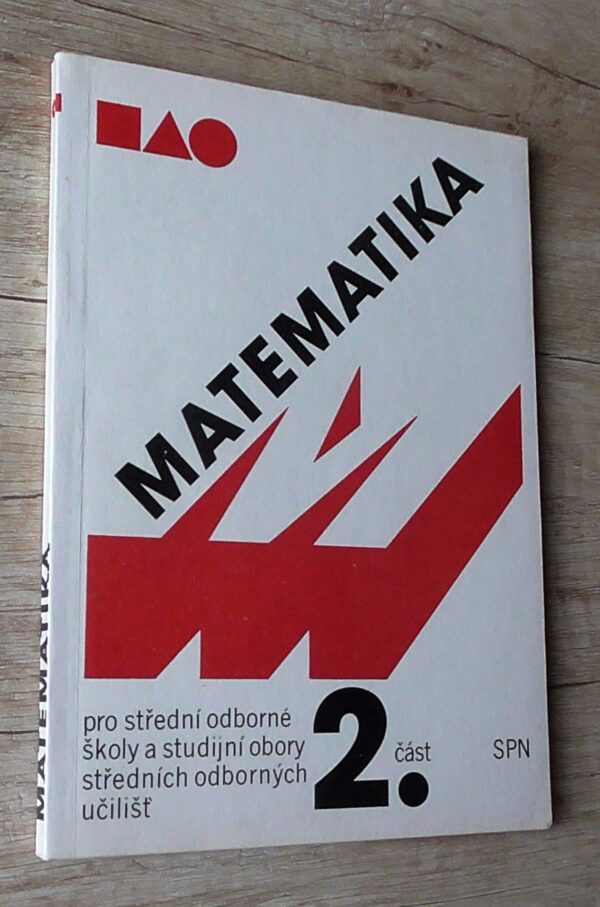 MATEMATIKA
pro střední odborné
školy a studijní obory
středních odborných
učilišť
2. část
SPN
MATEMATIKA